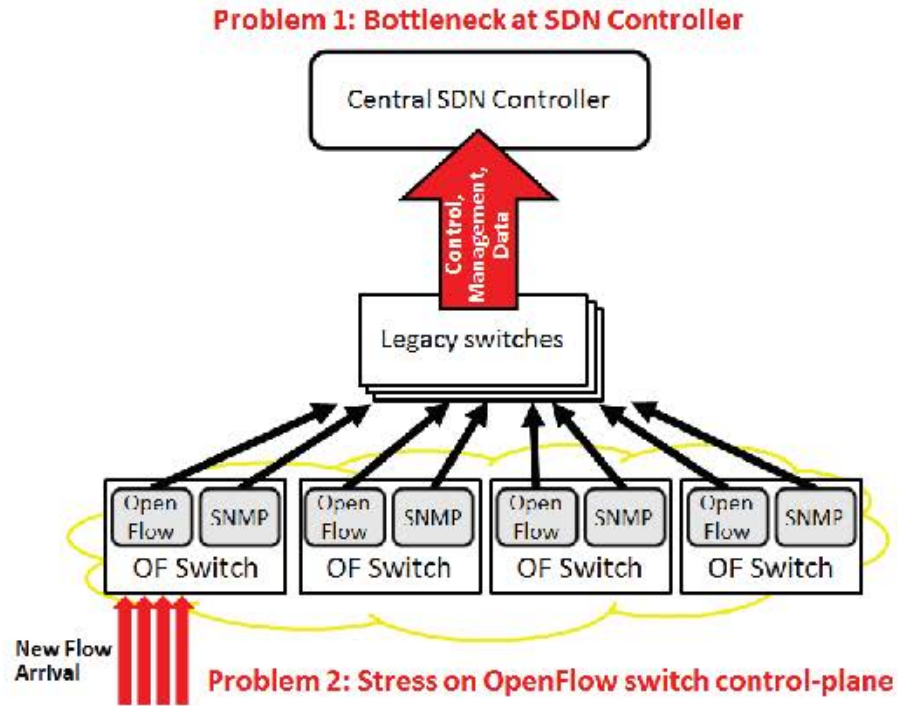 Problem 1: Bottleneck at SDN Controller
Central SDN Controller
Control,
Management,
Data
Legacy switches
Open
Flow
SNMP
OF Switch
Open
Flow
SNMP
OF Switch
Open
Flow
SNMP
OF Switch
Open
Flow
SNMP
OF Switch
New Flow
Arrival
Problem 2: Stress on OpenFlow switch control-plane